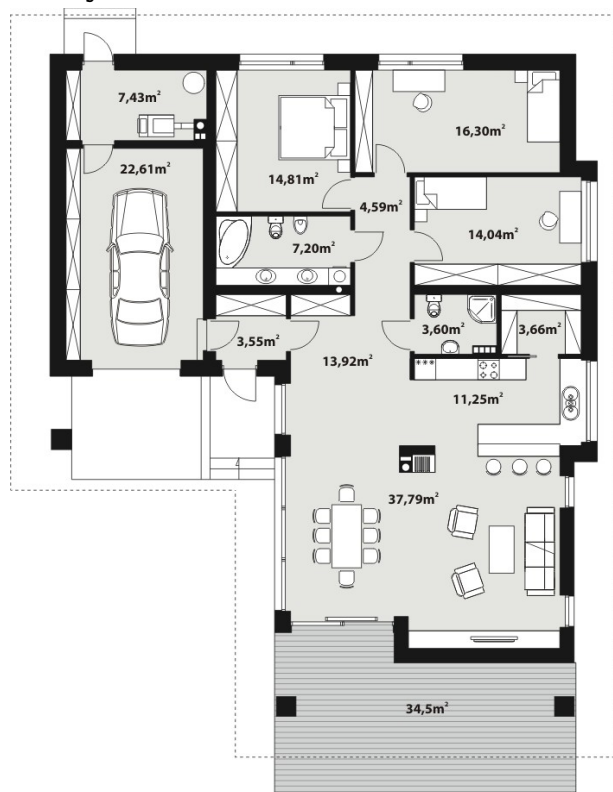 7,43m²
16,30m²
22,61m²
14,81m²
4,59m²
14,04m²
7,20m²
3,55m²
3,60m²
3,66m²
13,92m²
11,25m²
37,79m²
34,5m²